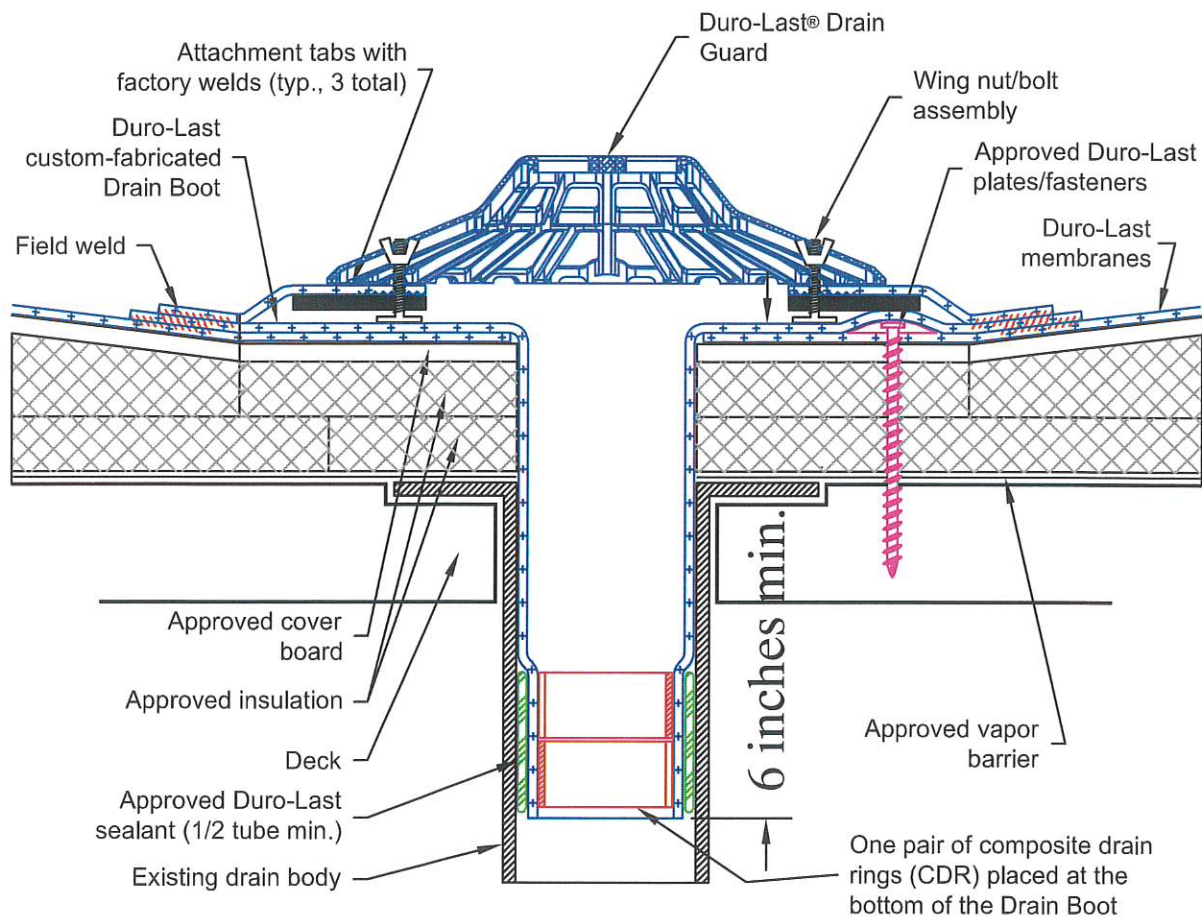 Duro-Last® Drain
Guard
Attachment tabs with
factory welds (typ., 3 total)
Wing nut/bolt
assembly
Duro-Last
custom-fabricated
Drain Boot
Approved Duro-Last
plates/fasteners
Field weld
Duro-Last
membranes
6 inches min.
Approved cover
board
Approved insulation
Deck
Approved Duro-Last
sealant (1/2 tube min.)
Existing drain body
Approved vapor
barrier
One pair of composite drain
rings (CDR) placed at the
bottom of the Drain Boot